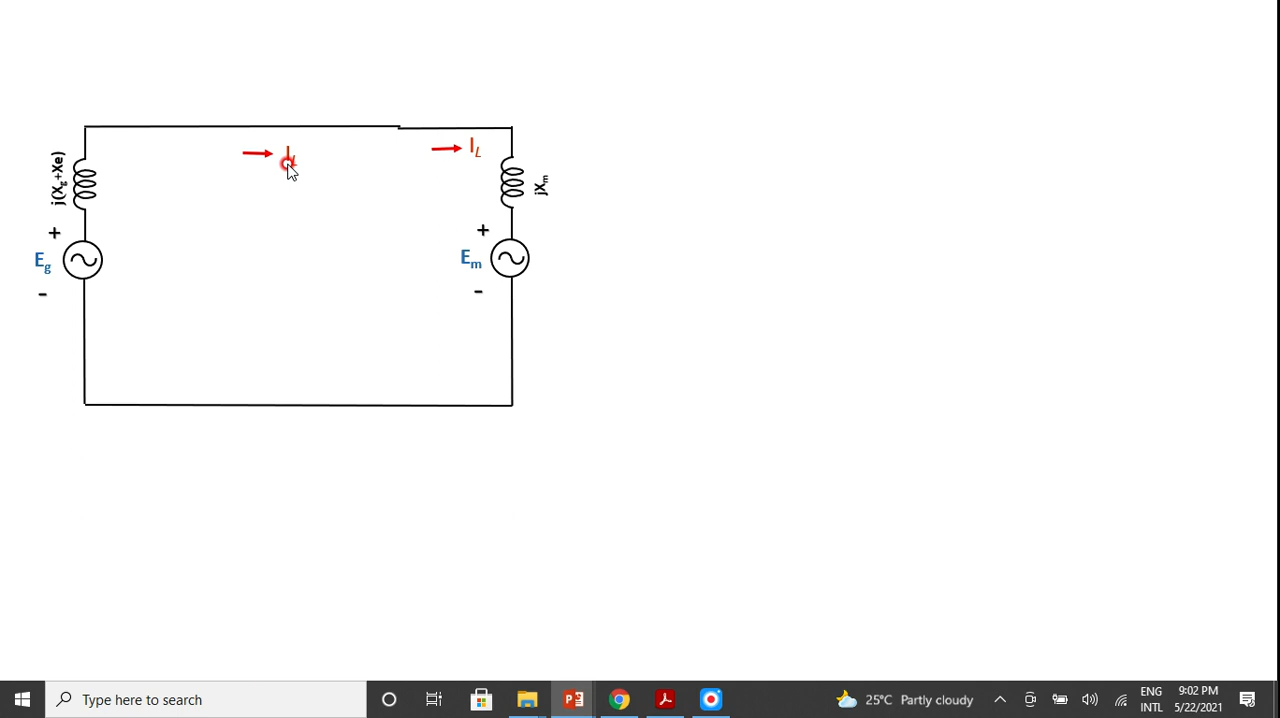 I_L
I_L
j(X_g+Xe)
jX_m
+
+
E_g
E_m
-
-
Type here to search
25°C Partly cloudy
ENG
INTL
9:02 PM
5/22/2021